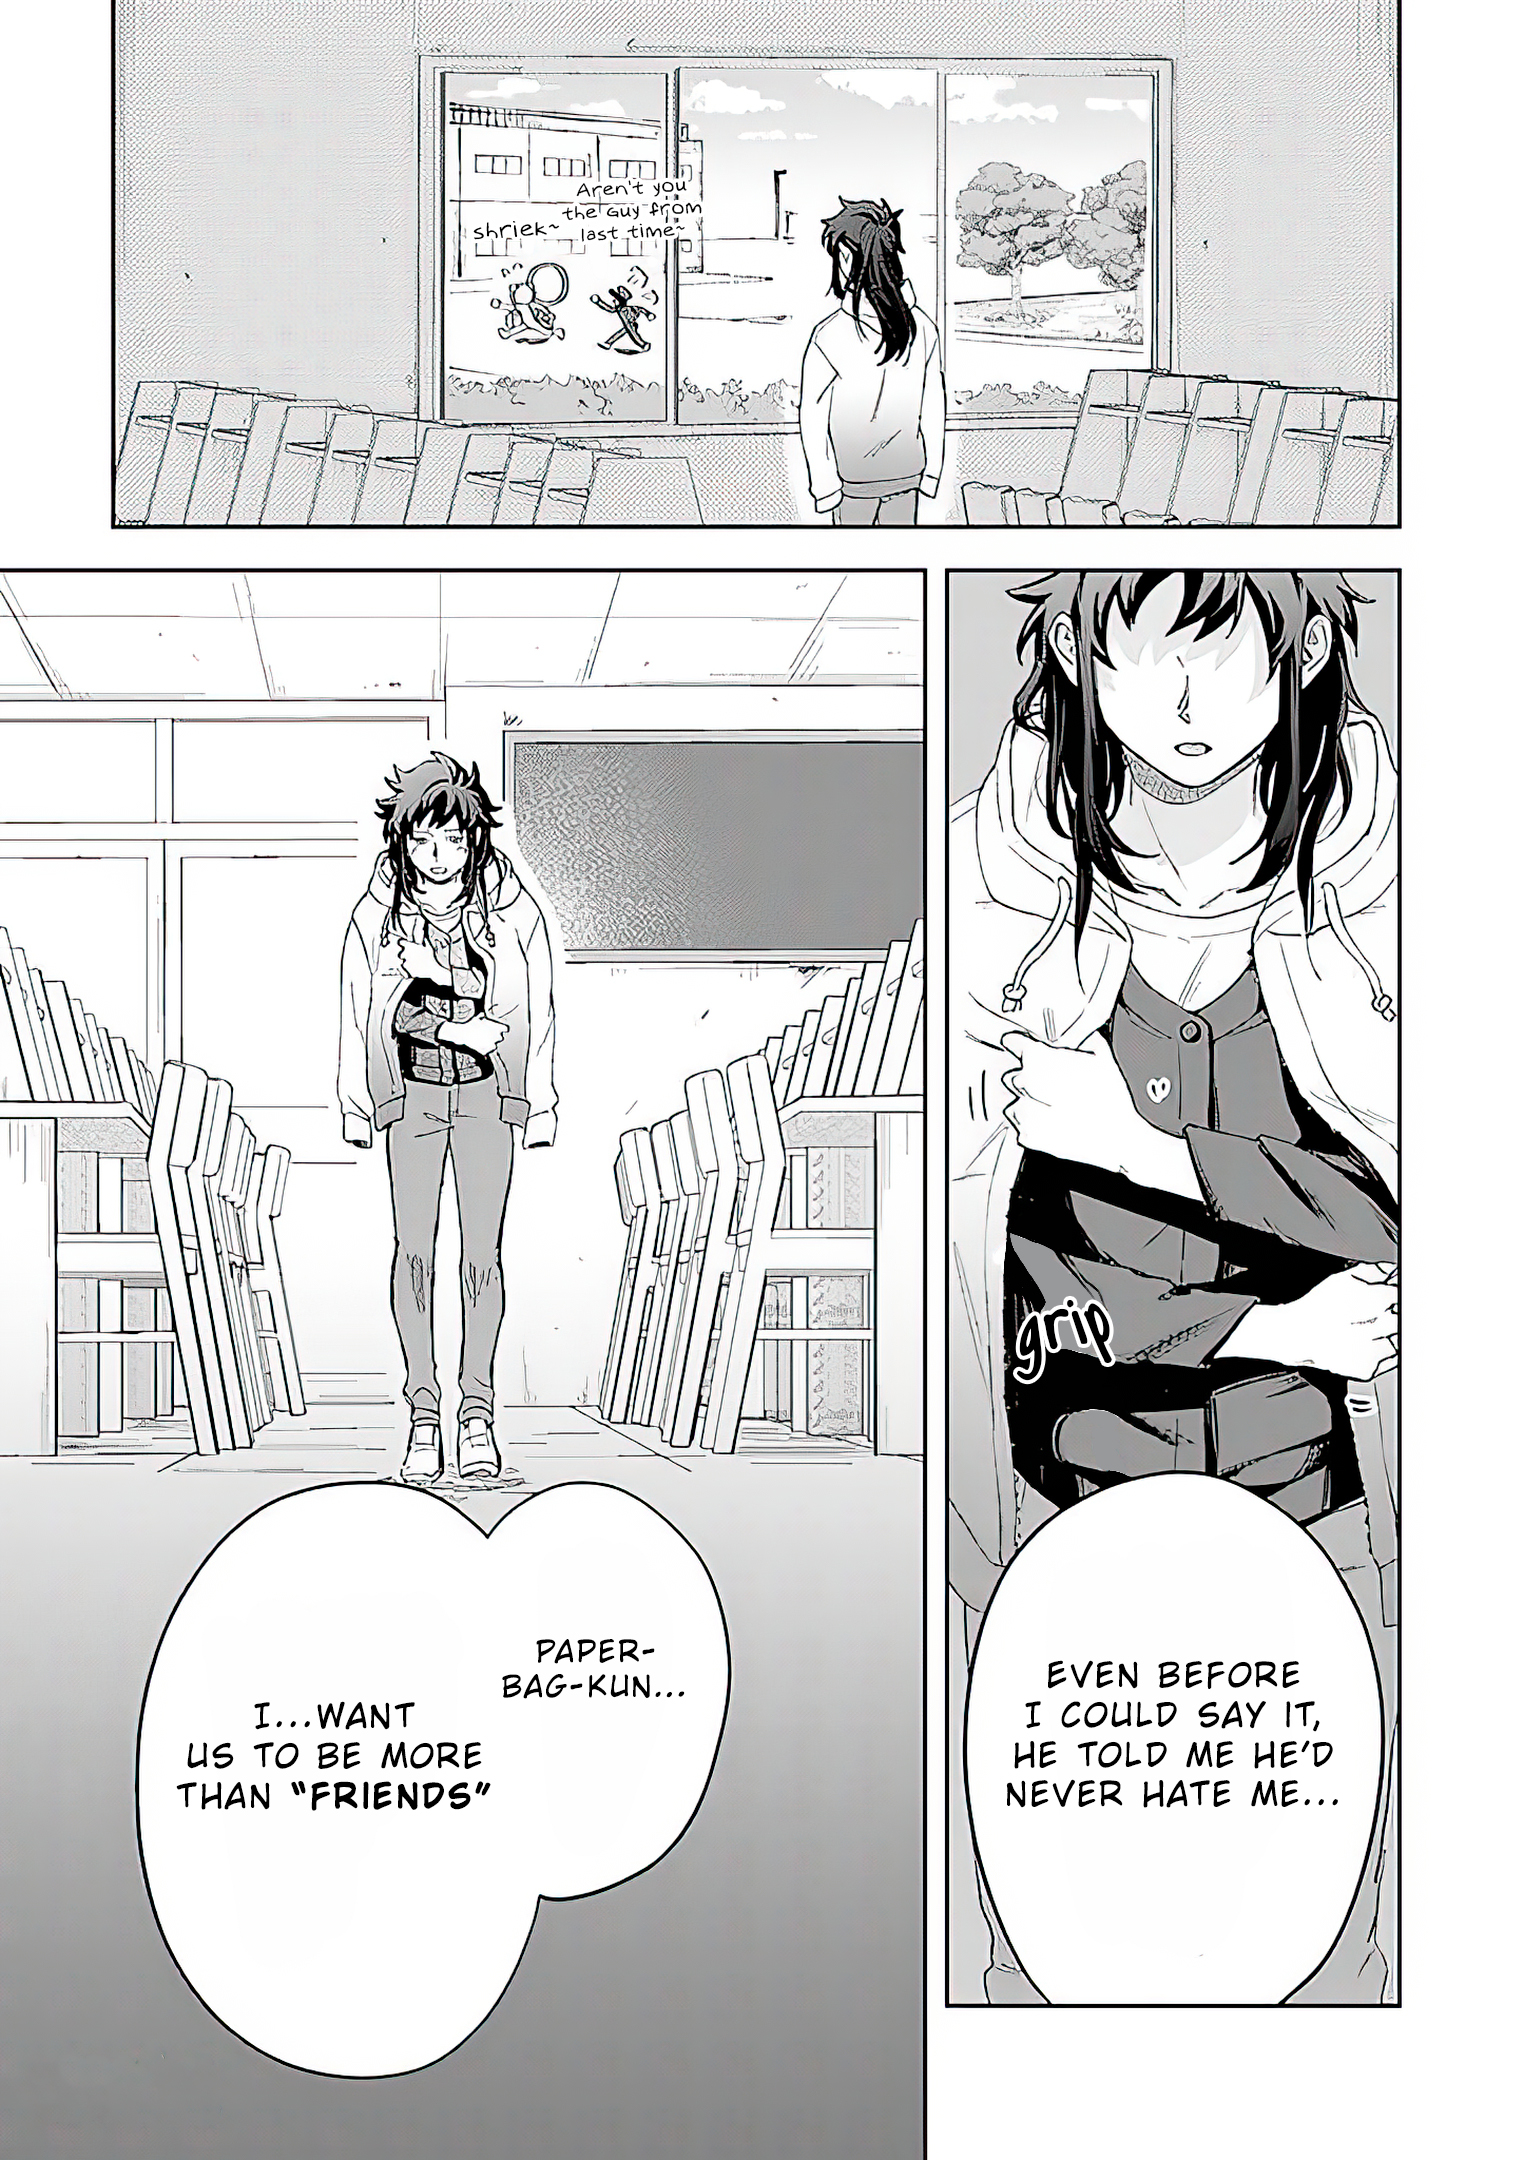 Aren't you
the Guy from
last time~
shriek~
grip
EVEN BEFORE
I COULD SAY IT,
HE TOLD ME HE'D
NEVER HATE ME...
PAPER-
BAG-KUN...
I...WANT
US TO BE MORE
THAN "FRIENDS"